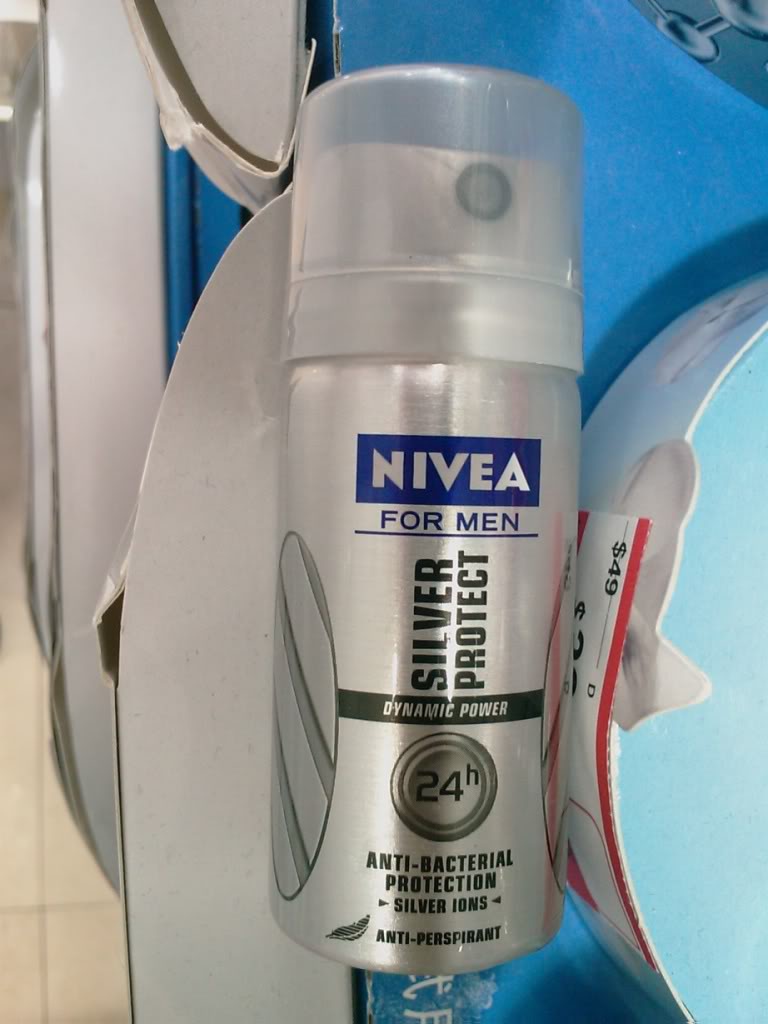 NIVEA
FOR MEN
SILVER
PROTECT
DYNAMIC POWER
24h
ANTI-BACTERIAL
PROTECTION
SILVER IONS
ANTI-PERSPIRANT
$49